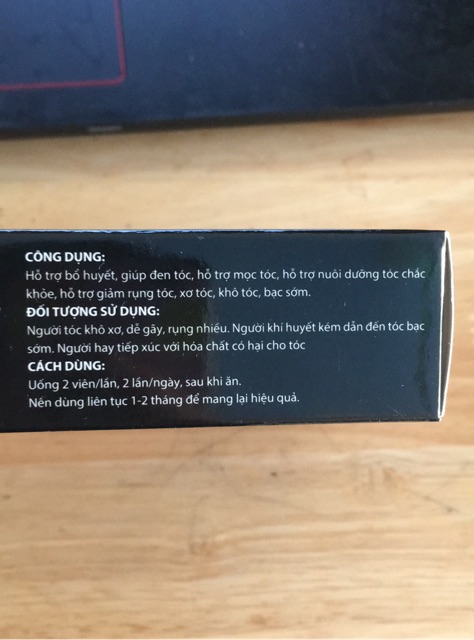 CÔNG DỤNG:
Hỗ trợ bổ huyết, giúp đen tóc, hỗ trợ mọc tóc, hỗ trợ nuôi dưỡng tóc chắc
khỏe, hỗ trợ giảm rụng tóc, xơ tóc, khô tóc, bạc sớm.
ĐỐI TƯỢNG SỬ DỤNG:
Người tóc khô xơ, dễ gãy, rụng nhiều. Người khí huyết kém dẫn đến tóc bạc
sớm. Người hay tiếp xúc với hóa chất có hại cho tóc
CÁCH DÙNG:
Uống 2 viên/lần, 2 lần/ngày, sau khi ăn.
Nên dùng liên tục 1-2 tháng để mang lại hiệu quả.